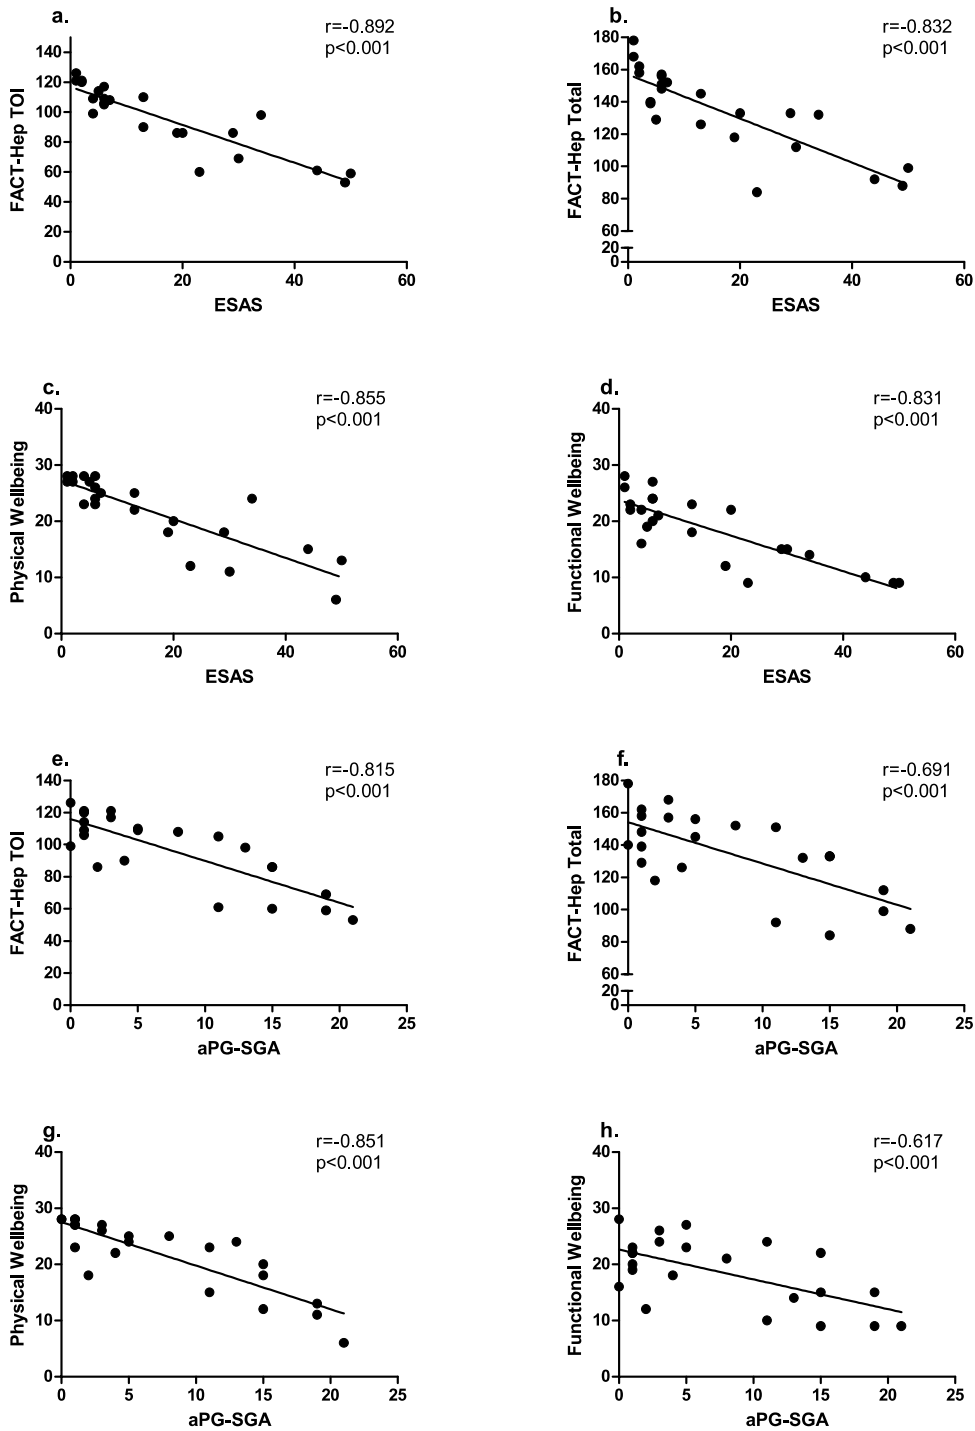 a.
r=-0.892
p<0.001
FACT-Hep TOI
140
120
100
80
60
40
20
0
0 20 40 60
ESAS
b.
r=-0.832
p<0.001
FACT-Hep Total
180
160
140
120
100
80
60
20
0
0 20 40 60
ESAS
c.
r=-0.855
p<0.001
Physical Wellbeing
40
30
20
10
0
0 20 40 60
ESAS
d.
r=-0.831
p<0.001
Functional Wellbeing
40
30
20
10
0
0 20 40 60
ESAS
e.
r=-0.815
p<0.001
FACT-Hep TOI
140
120
100
80
60
40
20
0
0 5 10 15 20 25
aPG-SGA
f.
r=-0.691
p<0.001
FACT-Hep Total
180
160
140
120
100
80
60
20
0
0 5 10 15 20 25
aPG-SGA
g.
r=-0.851
p<0.001
Physical Wellbeing
40
30
20
10
0
0 5 10 15 20 25
aPG-SGA
h.
r=-0.617
p<0.001
Functional Wellbeing
40
30
20
10
0
0 5 10 15 20 25
aPG-SGA